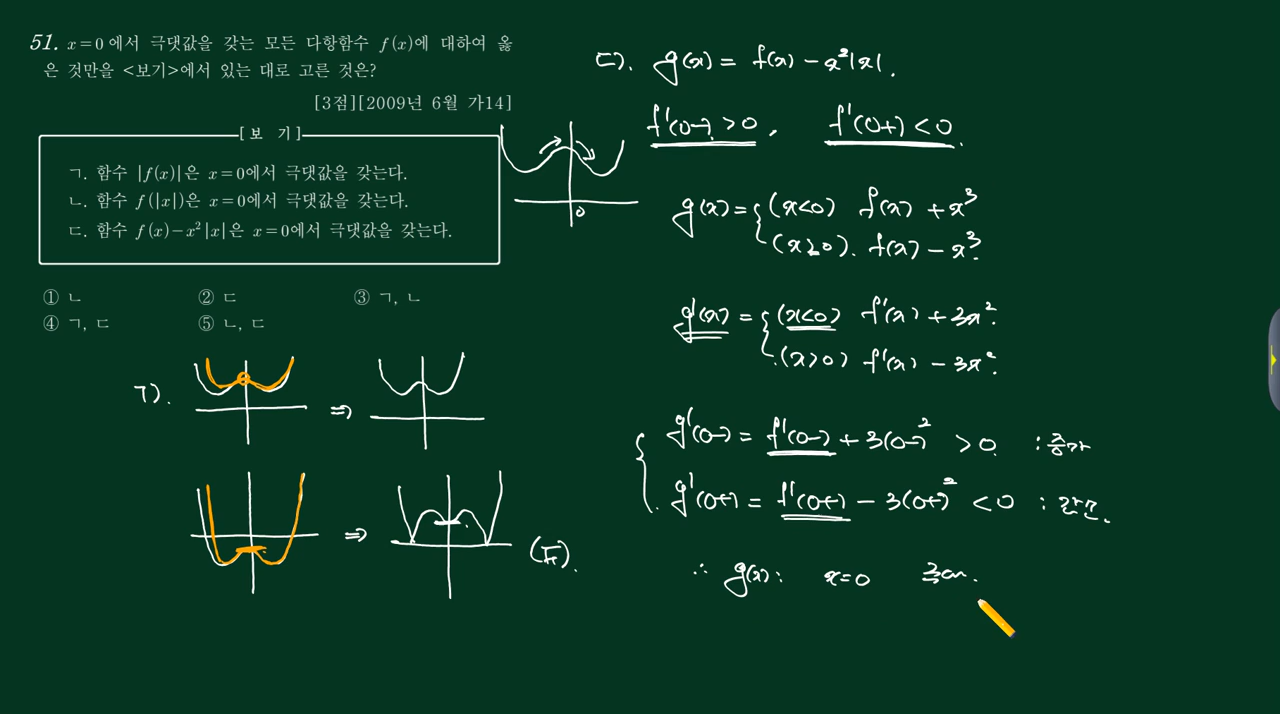 51. x=0에서 극댓값을 갖는 모든 다항함수 f(x)에 대하여 옳
은 것만을 <보기>에서 있는 대로 고른 것은?
[3점][2009년 6월 가14]
[보 기]
ㄱ. 함수 |f(x)|은 x=0에서 극댓값을 갖는다.
ㄴ. 함수 f(|x|)은 x=0에서 극댓값을 갖는다.
ㄷ. 함수 f(x)-x²|x|은 x=0에서 극댓값을 갖는다.
① ㄴ ② ㄷ ③ ㄱ, ㄴ
④ ㄱ, ㄷ ⑤ ㄴ, ㄷ
ㄱ).
⇒
⇒
(F).
0
ㄷ). g(x) = f(x) - x²|x|.
f'(0-) > 0, f'(0+) < 0.
g(x) = { (x<0) f(x) + x³
(x≥0). f(x) - x³.
g'(x) = { (x<0) f'(x) + 3x².
(x>0) f'(x) - 3x².
{ g'(0-) = f'(0-) + 3(0-)² > 0. : 증가
g'(0+) = f'(0+) - 3(0+)² < 0 : 감소.
∴ g(x) : x=0 극대.